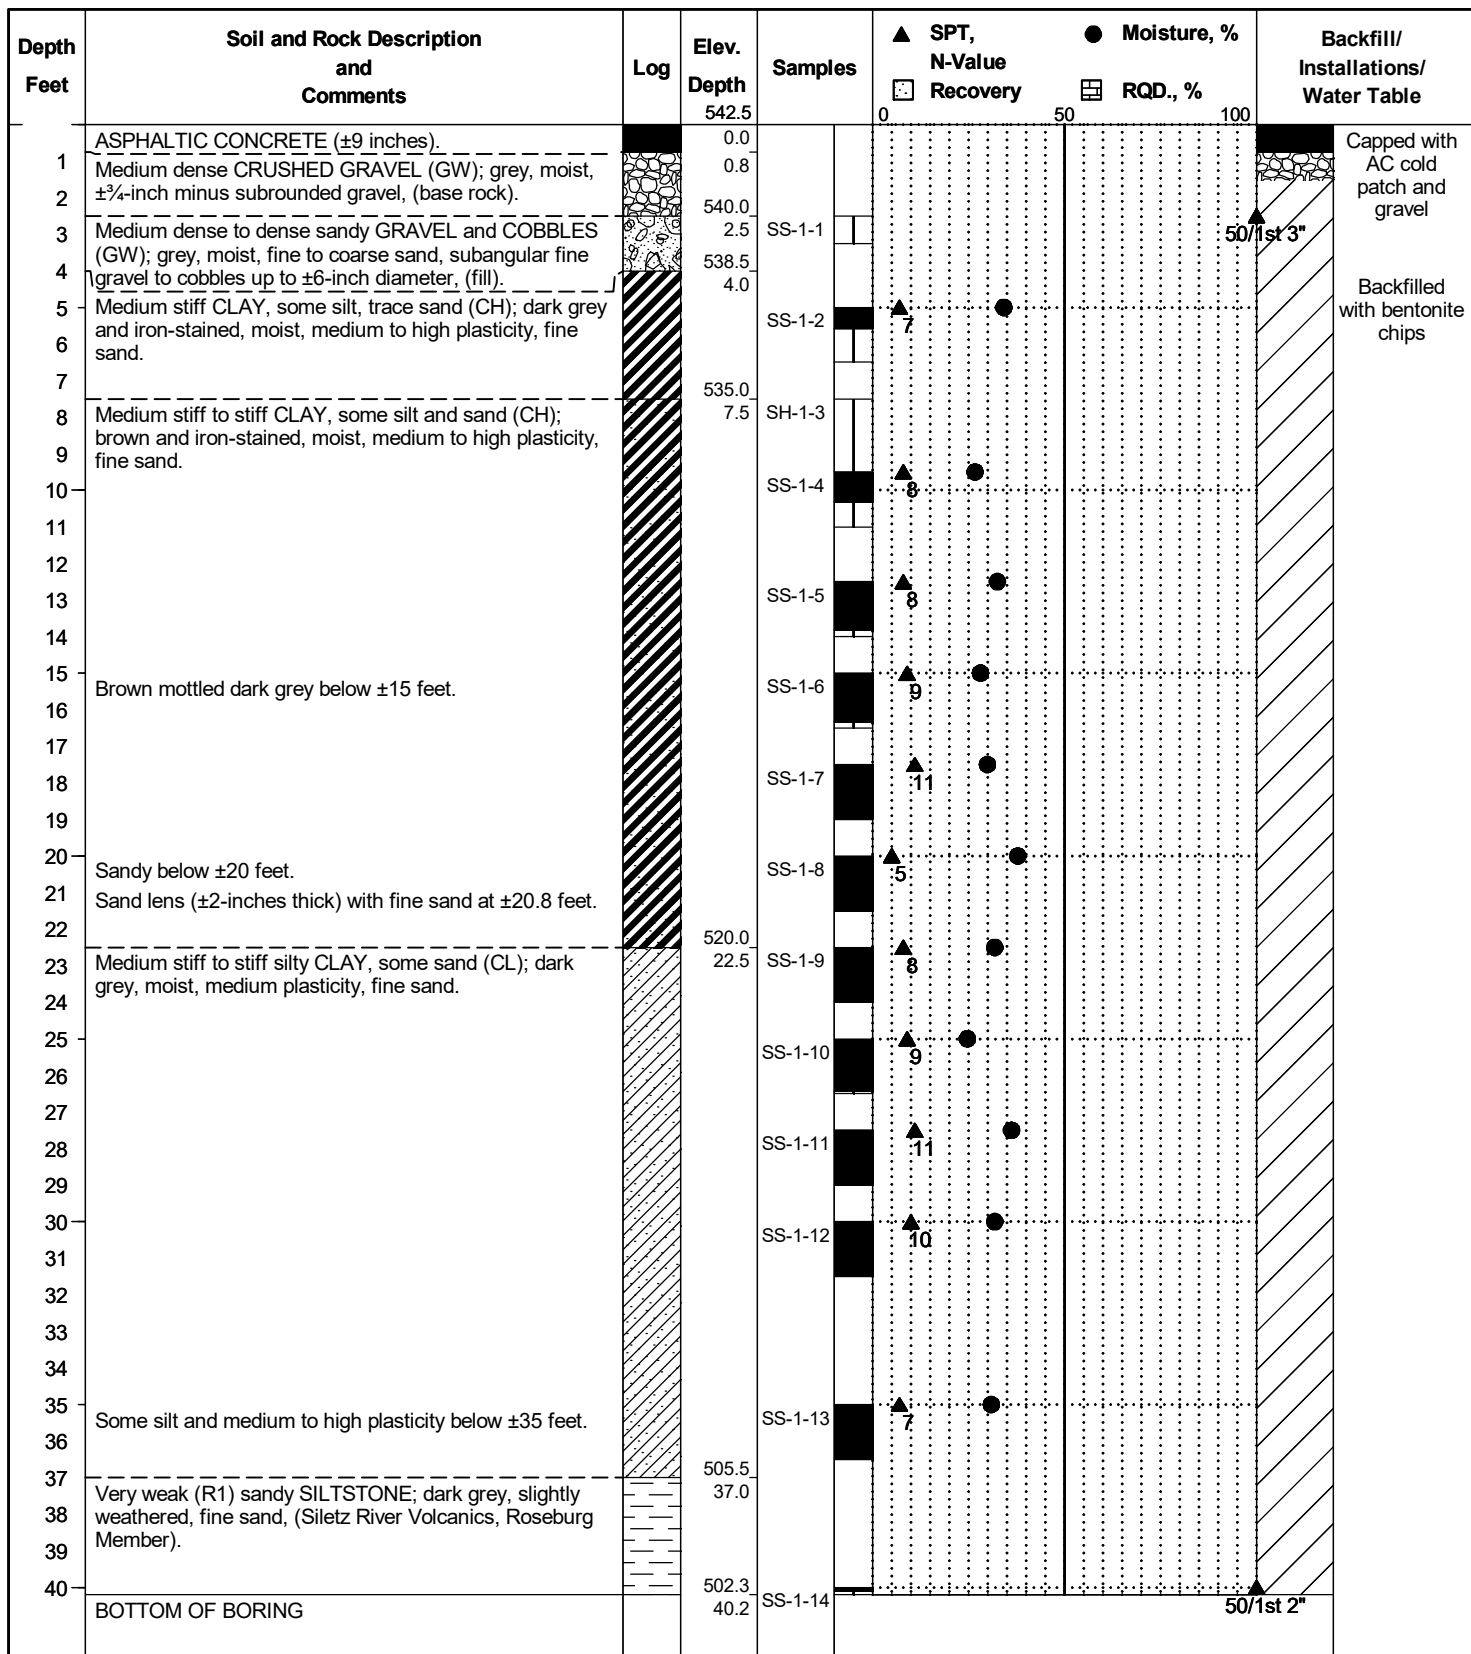 Depth
Feet
Soil and Rock Description
and
Comments
Log
Elev.
Depth
542.5
Samples
▲ SPT,
N-Value
● Moisture, %
Recovery
RQD., %
0 50 100
Backfill/
Installations/
Water Table
ASPHALTIC CONCRETE (±9 inches).
0.0
Capped with
AC cold
patch and
gravel
1
0.8
Medium dense CRUSHED GRAVEL (GW); grey, moist,
±¾-inch minus subrounded gravel, (base rock).
2
540.0
2.5
SS-1-1
50/1st 3"
3
Medium dense to dense sandy GRAVEL and COBBLES
(GW); grey, moist, fine to coarse sand, subangular fine
gravel to cobbles up to ±6-inch diameter, (fill).
538.5
4
4.0
Medium stiff CLAY, some silt, trace sand (CH); dark grey
and iron-stained, moist, medium to high plasticity, fine
sand.
5
SS-1-2
7
Backfilled
with bentonite
chips
6
7
535.0
7.5
SH-1-3
8
Medium stiff to stiff CLAY, some silt and sand (CH);
brown and iron-stained, moist, medium to high plasticity,
fine sand.
9
10
SS-1-4
8
11
12
13
SS-1-5
8
14
15
Brown mottled dark grey below ±15 feet.
SS-1-6
9
16
17
18
SS-1-7
11
19
20
Sandy below ±20 feet.
SS-1-8
5
21
Sand lens (±2-inches thick) with fine sand at ±20.8 feet.
22
520.0
22.5
SS-1-9
8
23
Medium stiff to stiff silty CLAY, some sand (CL); dark
grey, moist, medium plasticity, fine sand.
24
25
SS-1-10
9
26
27
28
SS-1-11
11
29
30
SS-1-12
10
31
32
33
34
35
Some silt and medium to high plasticity below ±35 feet.
SS-1-13
7
36
505.5
37
37.0
Very weak (R1) sandy SILTSTONE; dark grey, slightly
weathered, fine sand, (Siletz River Volcanics, Roseburg
Member).
38
39
40
502.3
40.2
SS-1-14
50/1st 2"
BOTTOM OF BORING